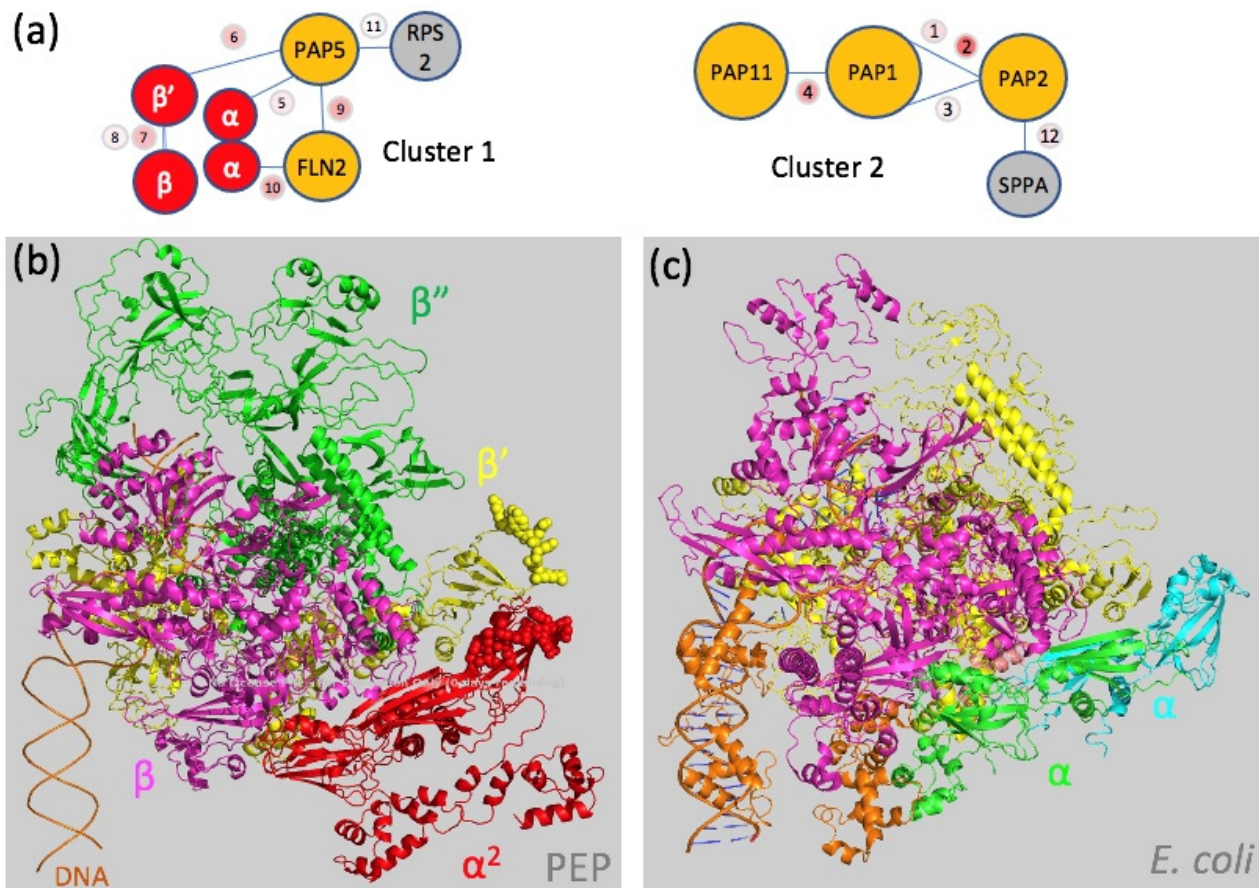 (a)
6
PAP5
11
RPS
2
β’
α
5
9
8
7
β
α
10
FLN2
Cluster 1
PAP11
4
PAP1
1
2
3
PAP2
12
SPPA
Cluster 2
(b)
β”
β’
β
α²
DNA
PEP
(c)
α
α
E. coli